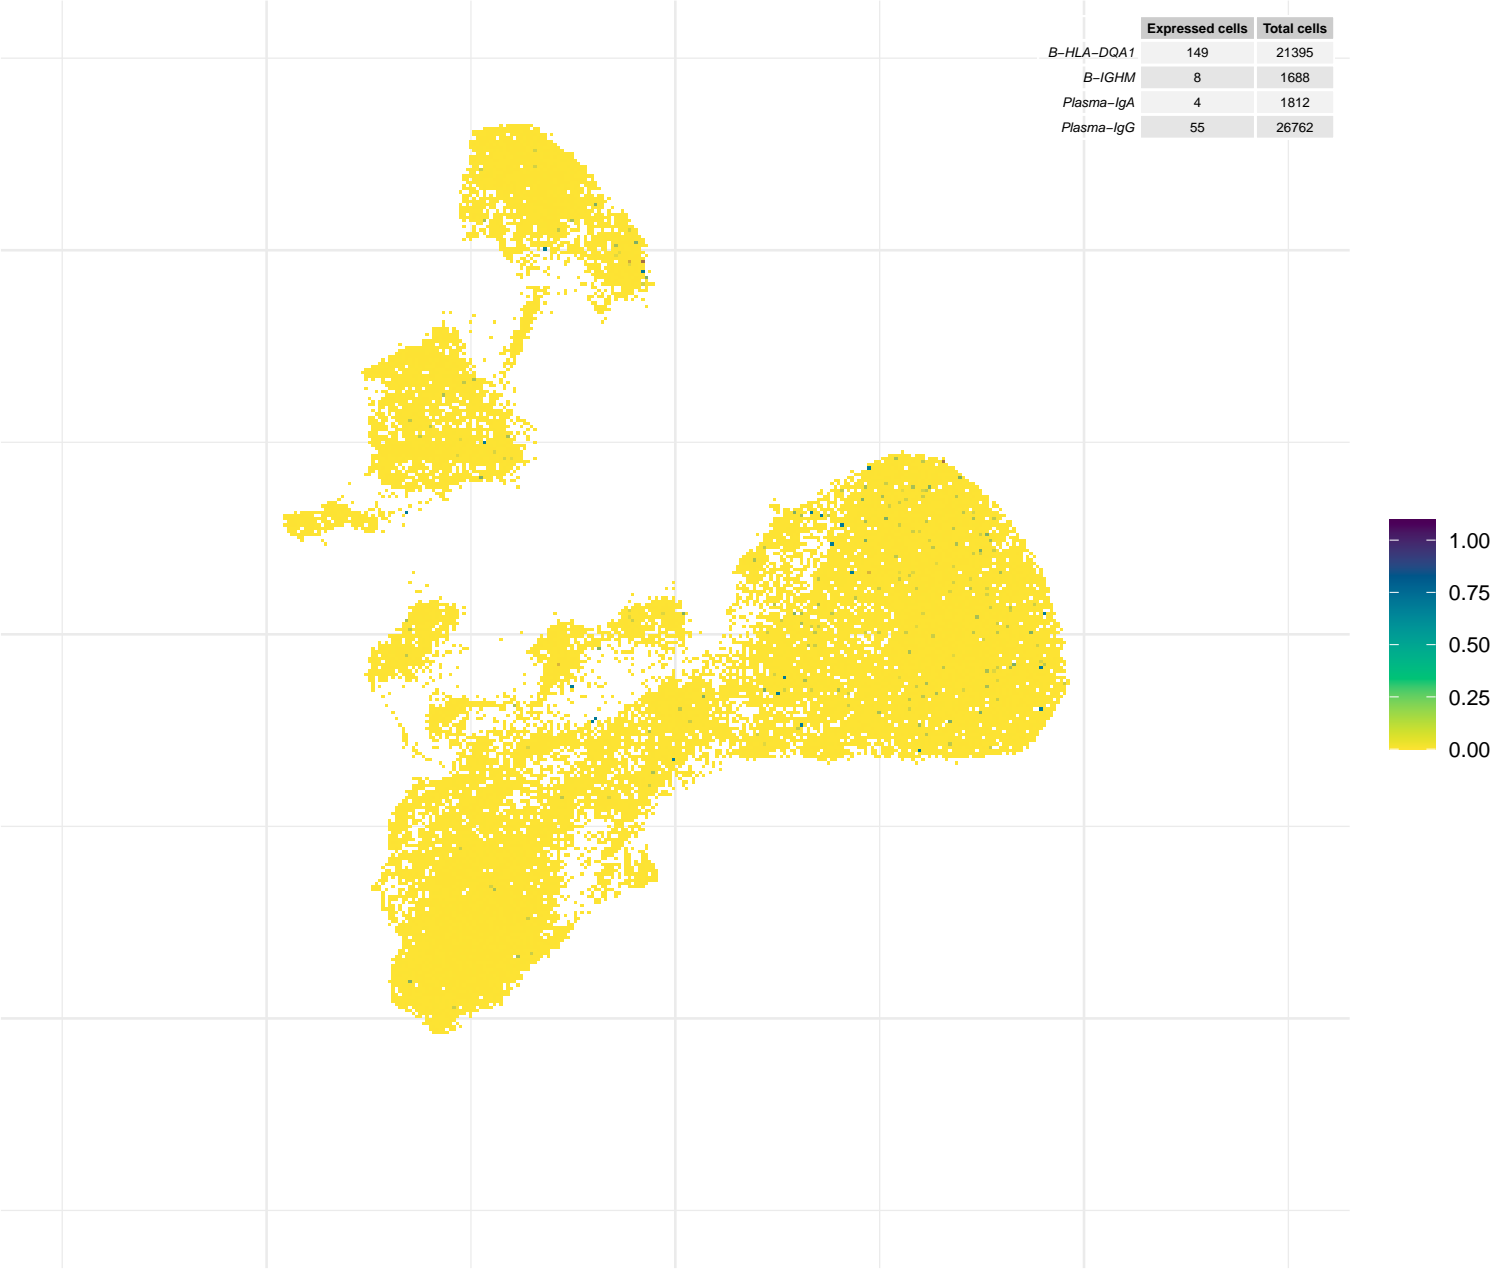 Expressed cells Total cells
B−HLA−DQA1 149 21395
B−IGHM 8 1688
Plasma−IgA 4 1812
Plasma−IgG 55 26762
1.00
0.75
0.50
0.25
0.00